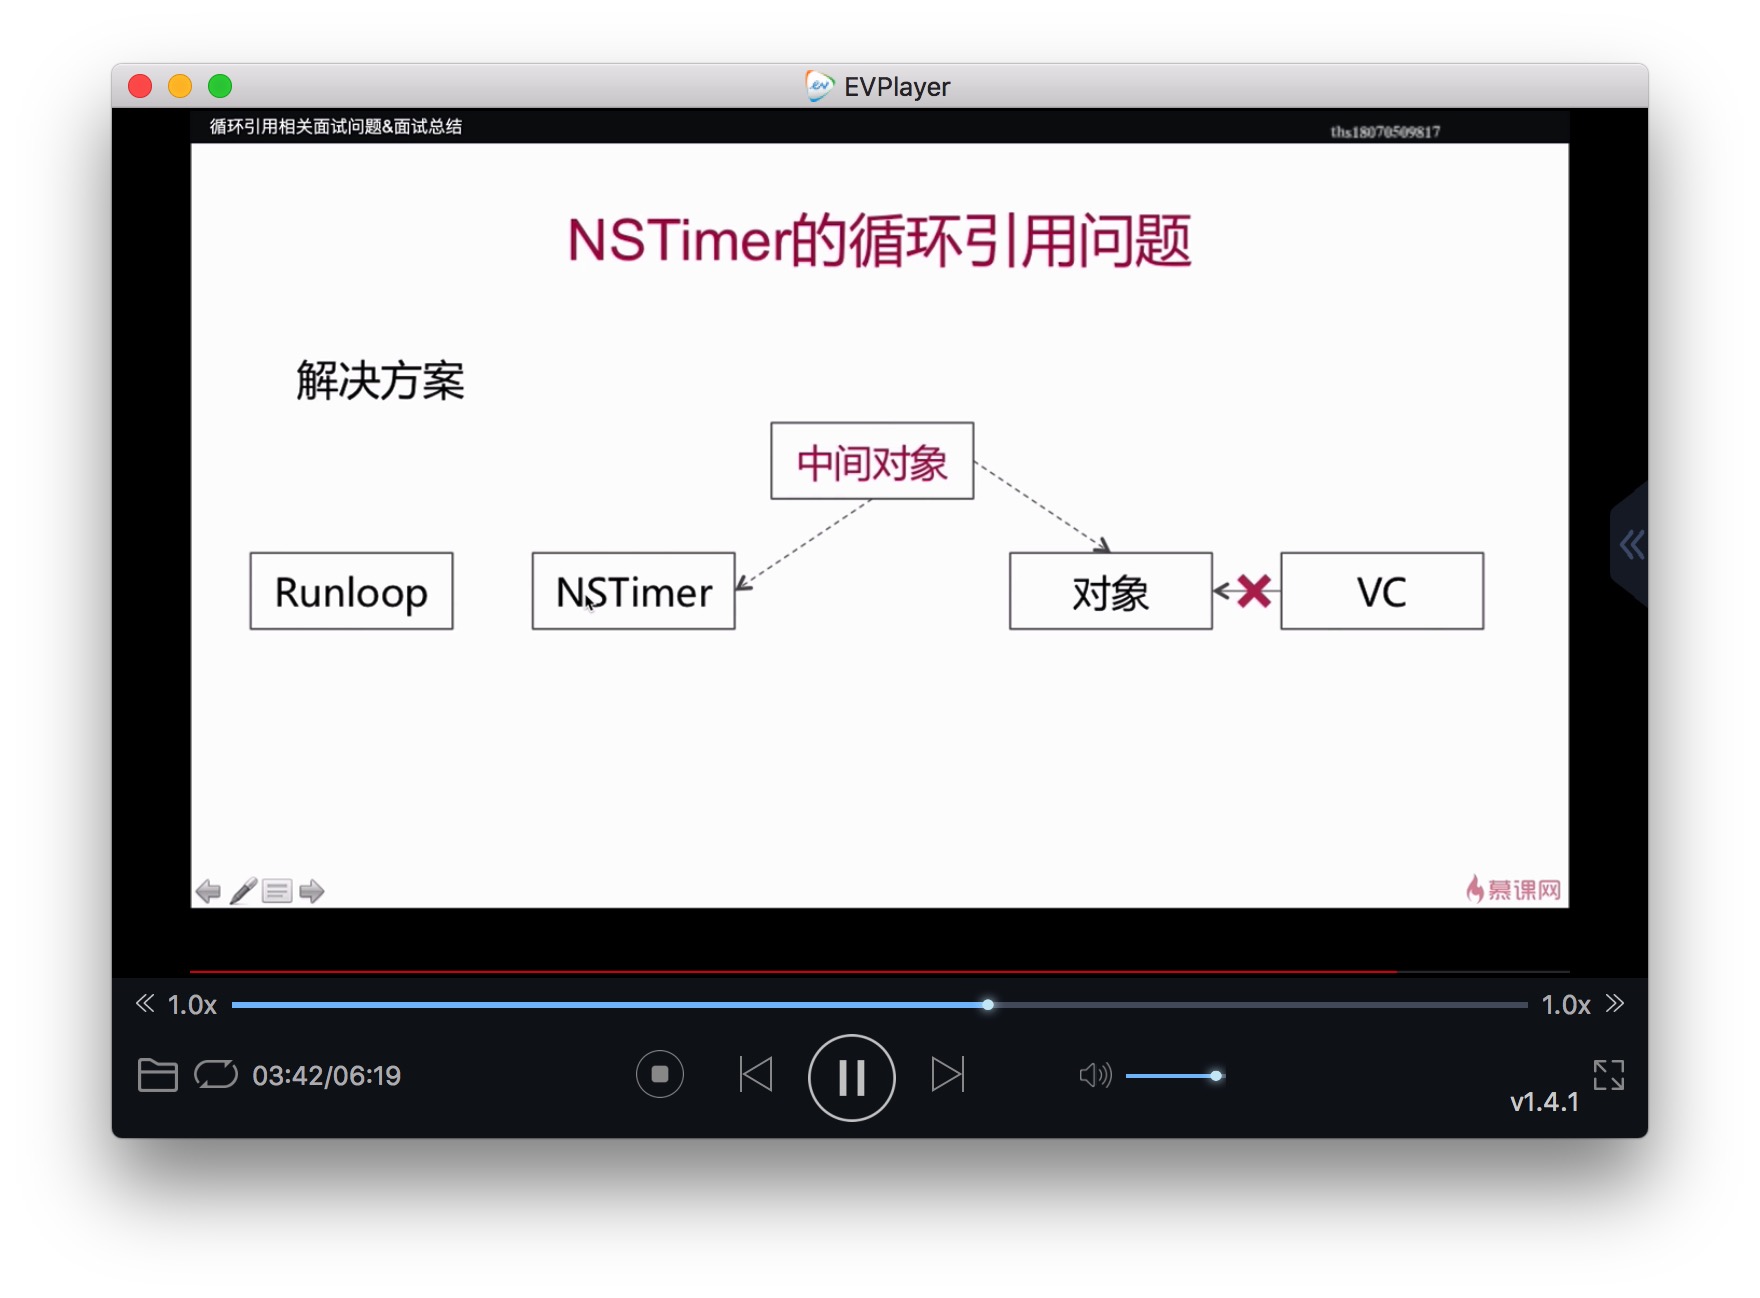 EVPlayer
循环引用相关面试问题&面试总结
ths18070509817
NSTimer的循环引用问题
解决方案
中间对象
Runloop
NSTimer
对象
VC
慕课网
1.0x
1.0x
03:42/06:19
v1.4.1